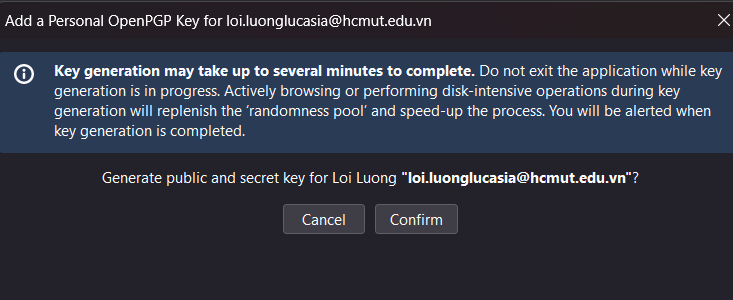 Add a Personal OpenPGP Key for loi.luonglucasia@hcmut.edu.vn
Key generation may take up to several minutes to complete. Do not exit the application while key
generation is in progress. Actively browsing or performing disk-intensive operations during key
generation will replenish the ‘randomness pool’ and speed-up the process. You will be alerted when
key generation is completed.
Generate public and secret key for Loi Luong "loi.luonglucasia@hcmut.edu.vn"?
Cancel Confirm